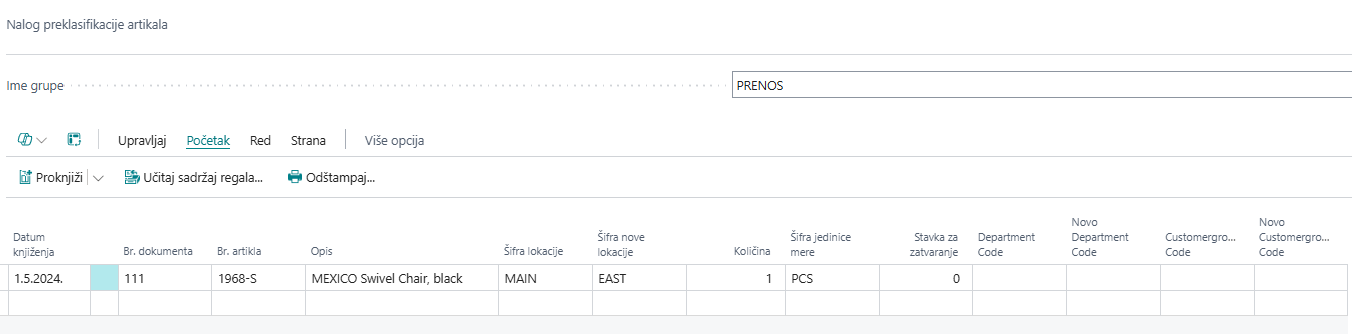 Nalog preklasifikacije artikala
Ime grupe
PRENOS
Upravljaj Početak Red Strana Više opcija
Proknjiži Učitaj sadržaj regala... Odštampaj...
Datum knjiženja Br. dokumenta Br. artikla Opis Šifra lokacije Šifra nove lokacije Količina Šifra jedinice mere Stavka za zatvaranje Department Code Novo Department Code Customergro... Code Novo Customergro... Code
1.5.2024. 111 1968-S MEXICO Swivel Chair, black MAIN EAST 1 PCS 0